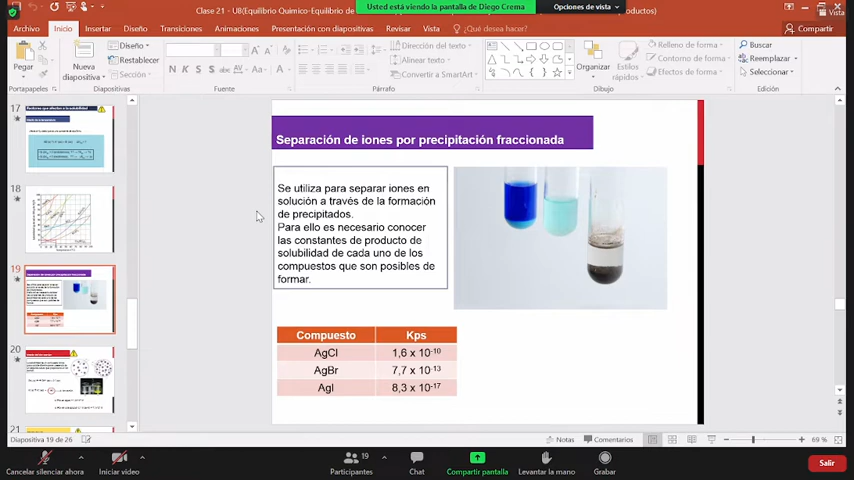 Clase 21 - U8(Equilibrio Químico-Equilibrio de
Usted está viendo la pantalla de Diego Crema
Opciones de vista
oductos)
Vista
Archivo Inicio Insertar Diseño Transiciones Animaciones Presentación con diapositivas Revisar Vista ¿Qué desea hacer?
Compartir
Pegar
Nueva
diapositiva
Diseño
Restablecer
Sección
N K S S abc AV Aa A
Dirección del texto
Alinear texto
Convertir a SmartArt
Organizar
Estilos
rápidos
Relleno de forma
Contorno de forma
Efectos de forma
Buscar
Reemplazar
Seleccionar
Portapapeles Diapositivas Fuente Párrafo Dibujo Edición
17
18
19
20
21
Separación de iones por precipitación fraccionada
Se utiliza para separar iones en
solución a través de la formación
de precipitados.
Para ello es necesario conocer
las constantes de producto de
solubilidad de cada uno de los
compuestos que son posibles de
formar.
Compuesto Kps
AgCl 1,6 x 10⁻¹⁰
AgBr 7,7 x 10⁻¹³
AgI 8,3 x 10⁻¹⁷
Diapositiva 19 de 26
Notas Comentarios
69 %
Cancelar silenciar ahora
Iniciar video
19
Participantes
Chat
Compartir pantalla
Levantar la mano
Grabar
Salir